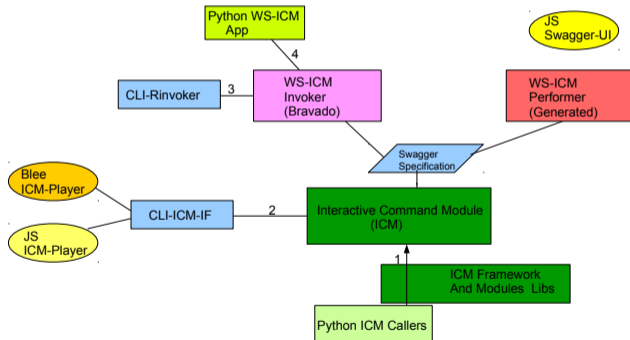 Python WS-ICM
App
JS
Swagger-UI
4
CLI-Rinvoker
3
WS-ICM
Invoker
(Bravado)
WS-ICM
Performer
(Generated)
Swagger
Specification
Blee
ICM-Player
CLI-ICM-IF
2
Interactive Command Module
(ICM)
JS
ICM-Player
1
ICM Framework
And Modules Libs
Python ICM Callers